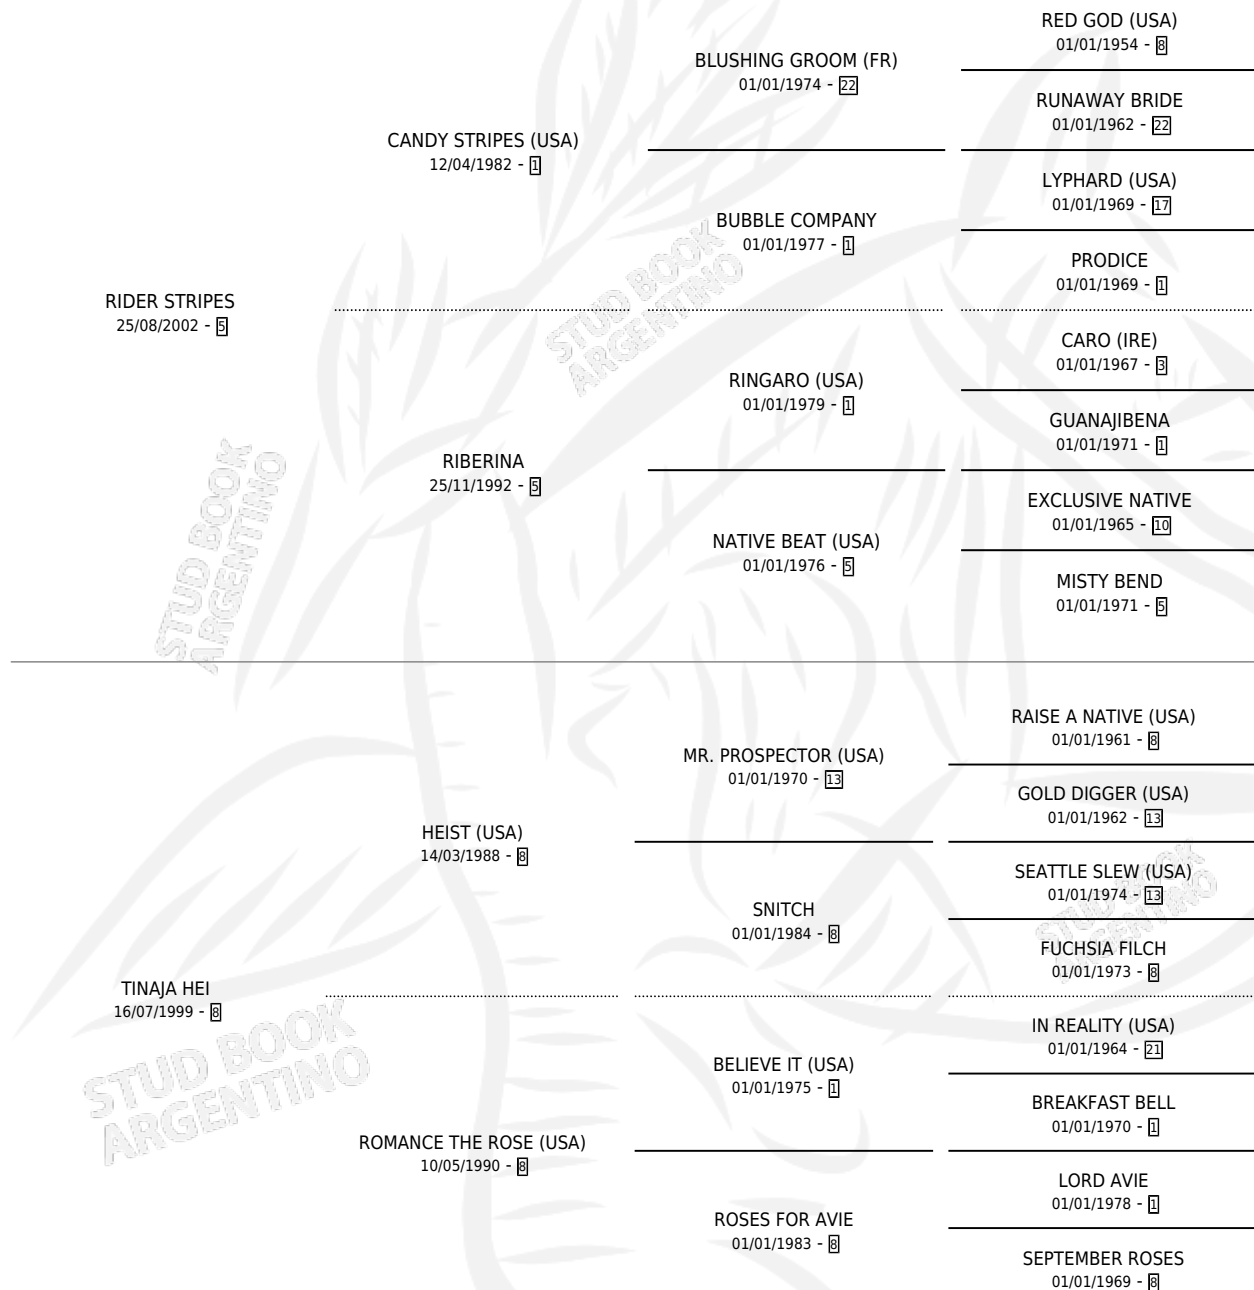 RED GOD (USA)
01/01/1954 - 8
BLUSHING GROOM (FR)
01/01/1974 - 22
RUNAWAY BRIDE
01/01/1962 - 22
CANDY STRIPES (USA)
12/04/1982 - 1
LYPHARD (USA)
01/01/1969 - 17
BUBBLE COMPANY
01/01/1977 - 1
PRODICE
01/01/1969 - 1
RIDER STRIPES
25/08/2002 - 5
CARO (IRE)
01/01/1967 - 3
RINGARO (USA)
01/01/1979 - 1
GUANAJIBENA
01/01/1971 - 1
RIBERINA
25/11/1992 - 5
EXCLUSIVE NATIVE
01/01/1965 - 10
NATIVE BEAT (USA)
01/01/1976 - 5
MISTY BEND
01/01/1971 - 5
RAISE A NATIVE (USA)
01/01/1961 - 8
MR. PROSPECTOR (USA)
01/01/1970 - 13
GOLD DIGGER (USA)
01/01/1962 - 13
HEIST (USA)
14/03/1988 - 8
SEATTLE SLEW (USA)
01/01/1974 - 13
SNITCH
01/01/1984 - 8
FUCHSIA FILCH
01/01/1973 - 8
TINAJA HEI
16/07/1999 - 8
IN REALITY (USA)
01/01/1964 - 21
BELIEVE IT (USA)
01/01/1975 - 1
BREAKFAST BELL
01/01/1970 - 1
ROMANCE THE ROSE (USA)
10/05/1990 - 8
LORD AVIE
01/01/1978 - 1
ROSES FOR AVIE
01/01/1983 - 8
SEPTEMBER ROSES
01/01/1969 - 8
STUD BOOK
ARGENTINO
STUD BOOK
ARGENTINO
STUD BOOK
ARGENTINO
STUD BOOK
ARGENTINO